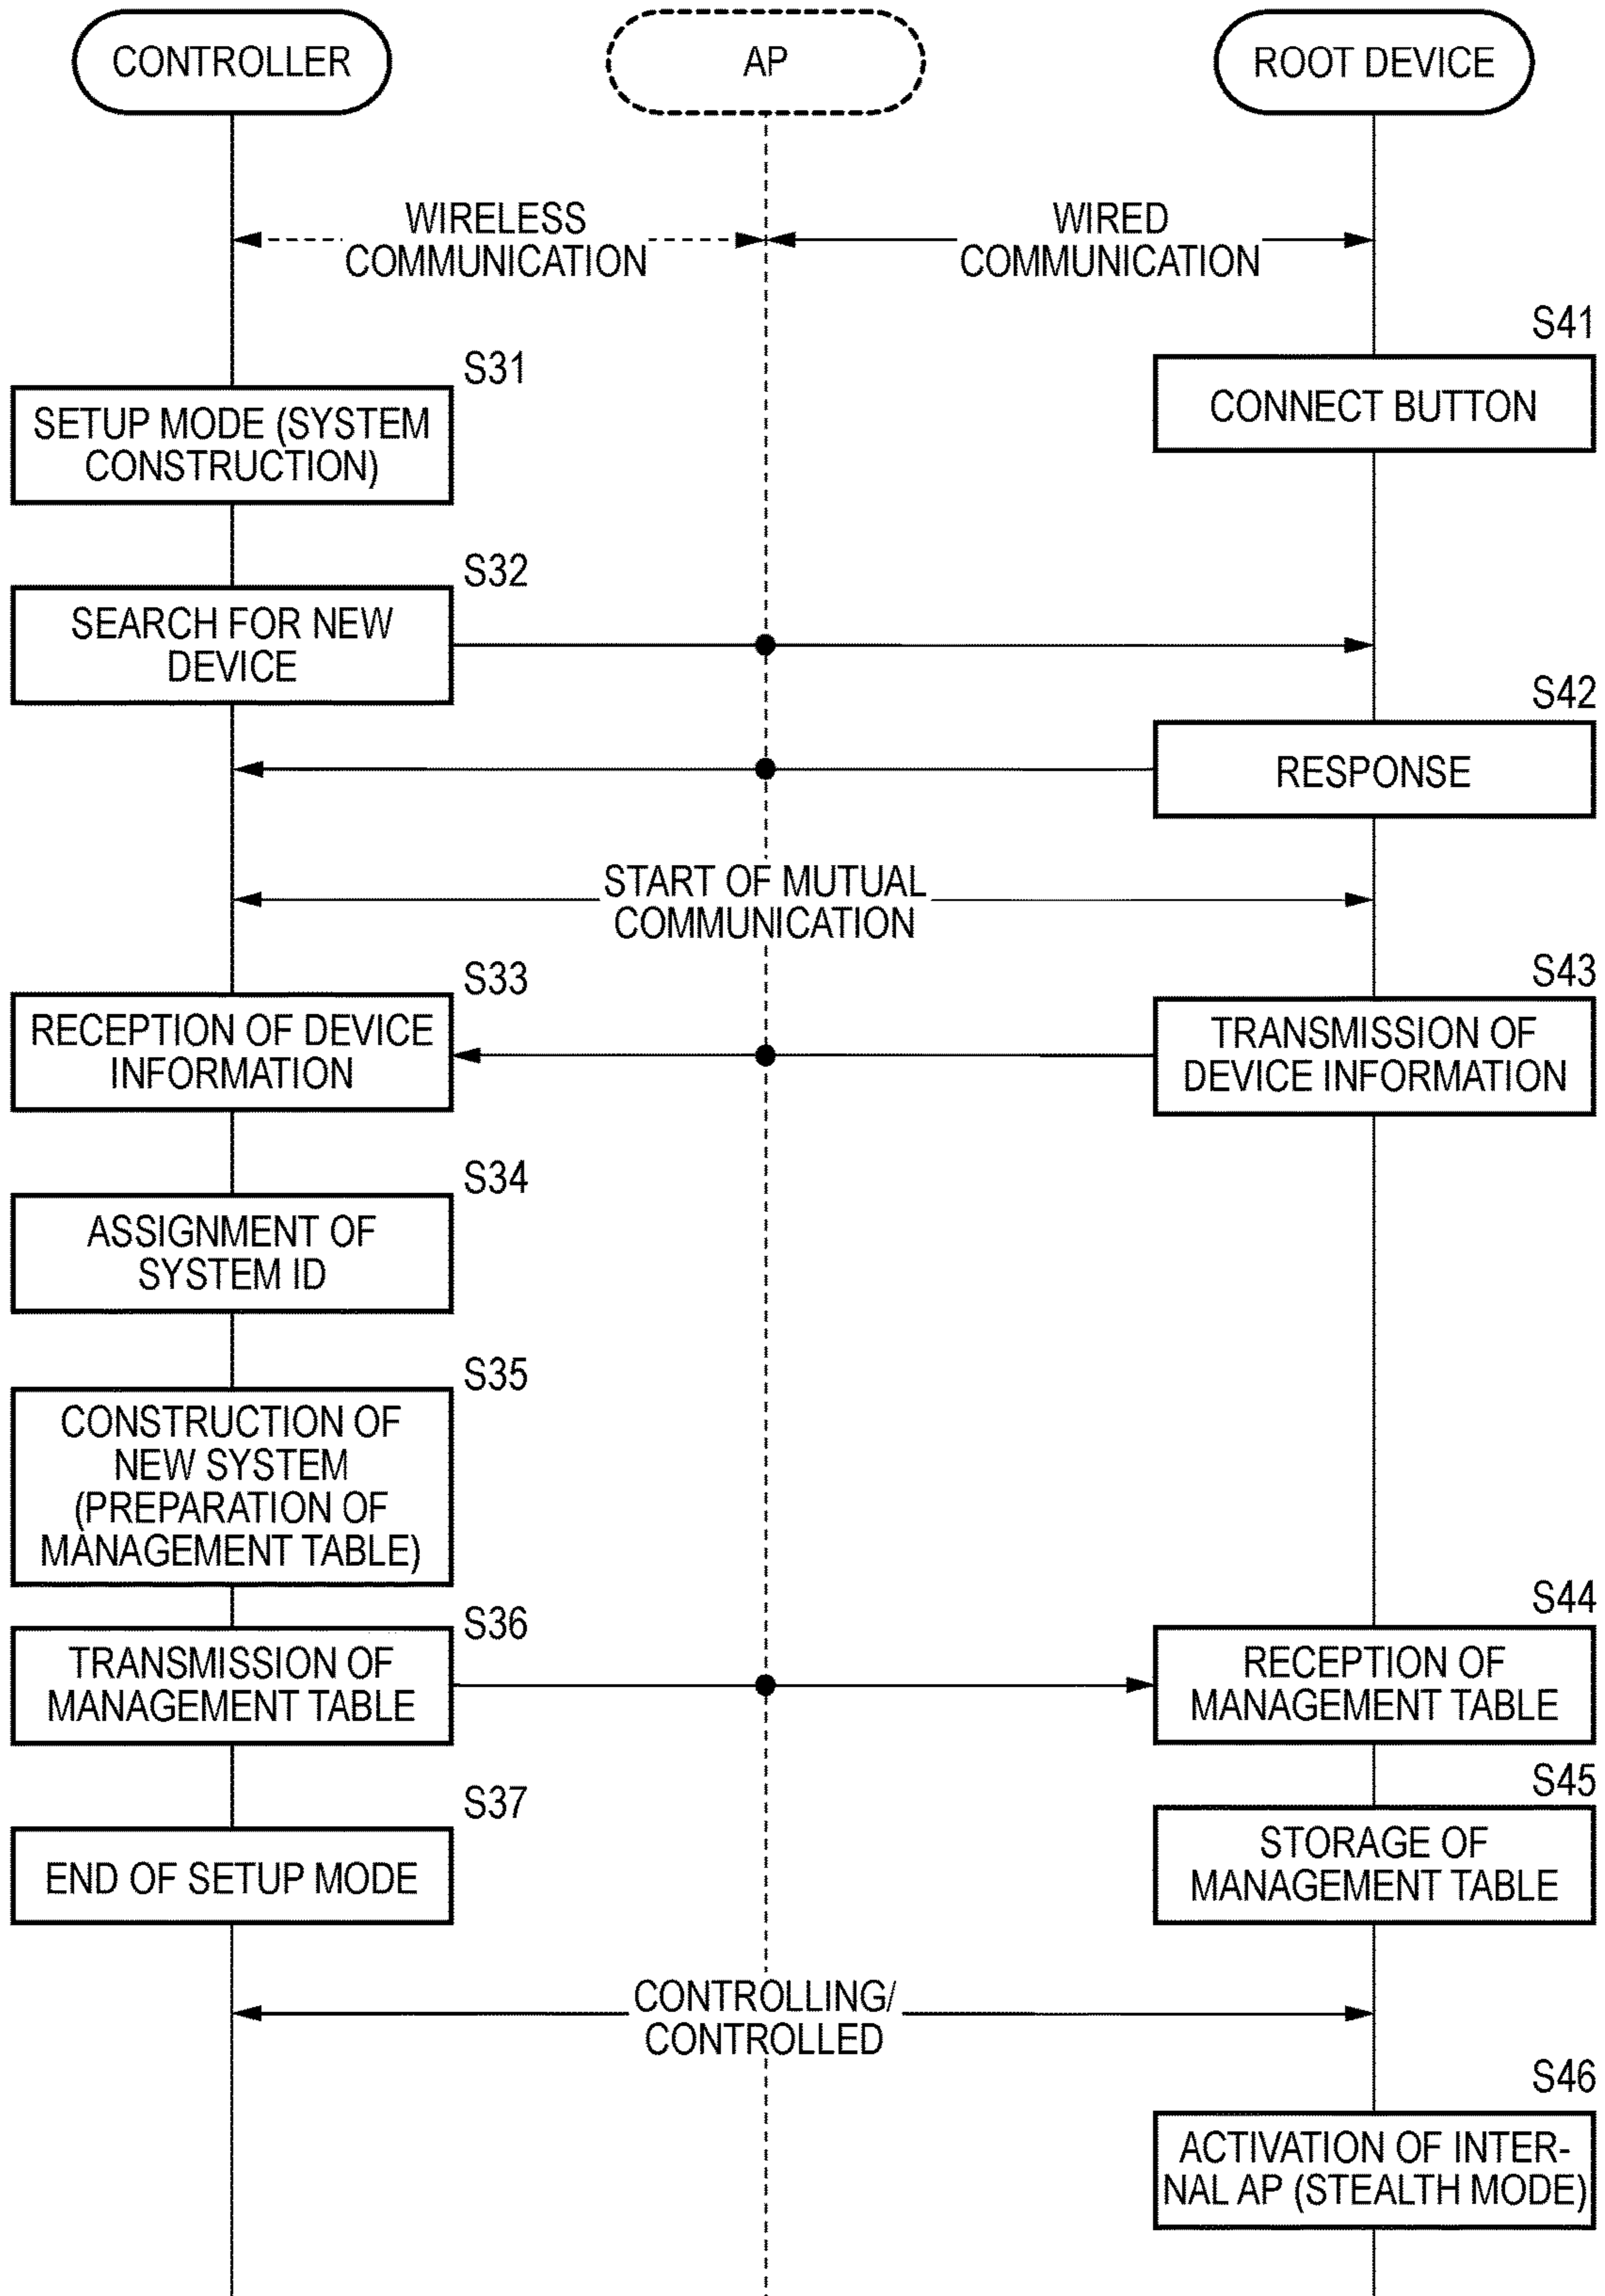 CONTROLLER
AP
ROOT DEVICE
WIRELESS
COMMUNICATION
WIRED
COMMUNICATION
S41
CONNECT BUTTON
S31
SETUP MODE (SYSTEM
CONSTRUCTION)
S32
SEARCH FOR NEW
DEVICE
S42
RESPONSE
START OF MUTUAL
COMMUNICATION
S33
RECEPTION OF DEVICE
INFORMATION
S43
TRANSMISSION OF
DEVICE INFORMATION
S34
ASSIGNMENT OF
SYSTEM ID
S35
CONSTRUCTION OF
NEW SYSTEM
(PREPARATION OF
MANAGEMENT TABLE)
S36
TRANSMISSION OF
MANAGEMENT TABLE
S44
RECEPTION OF
MANAGEMENT TABLE
S37
END OF SETUP MODE
S45
STORAGE OF
MANAGEMENT TABLE
CONTROLLING/
CONTROLLED
S46
ACTIVATION OF INTER-
NAL AP (STEALTH MODE)